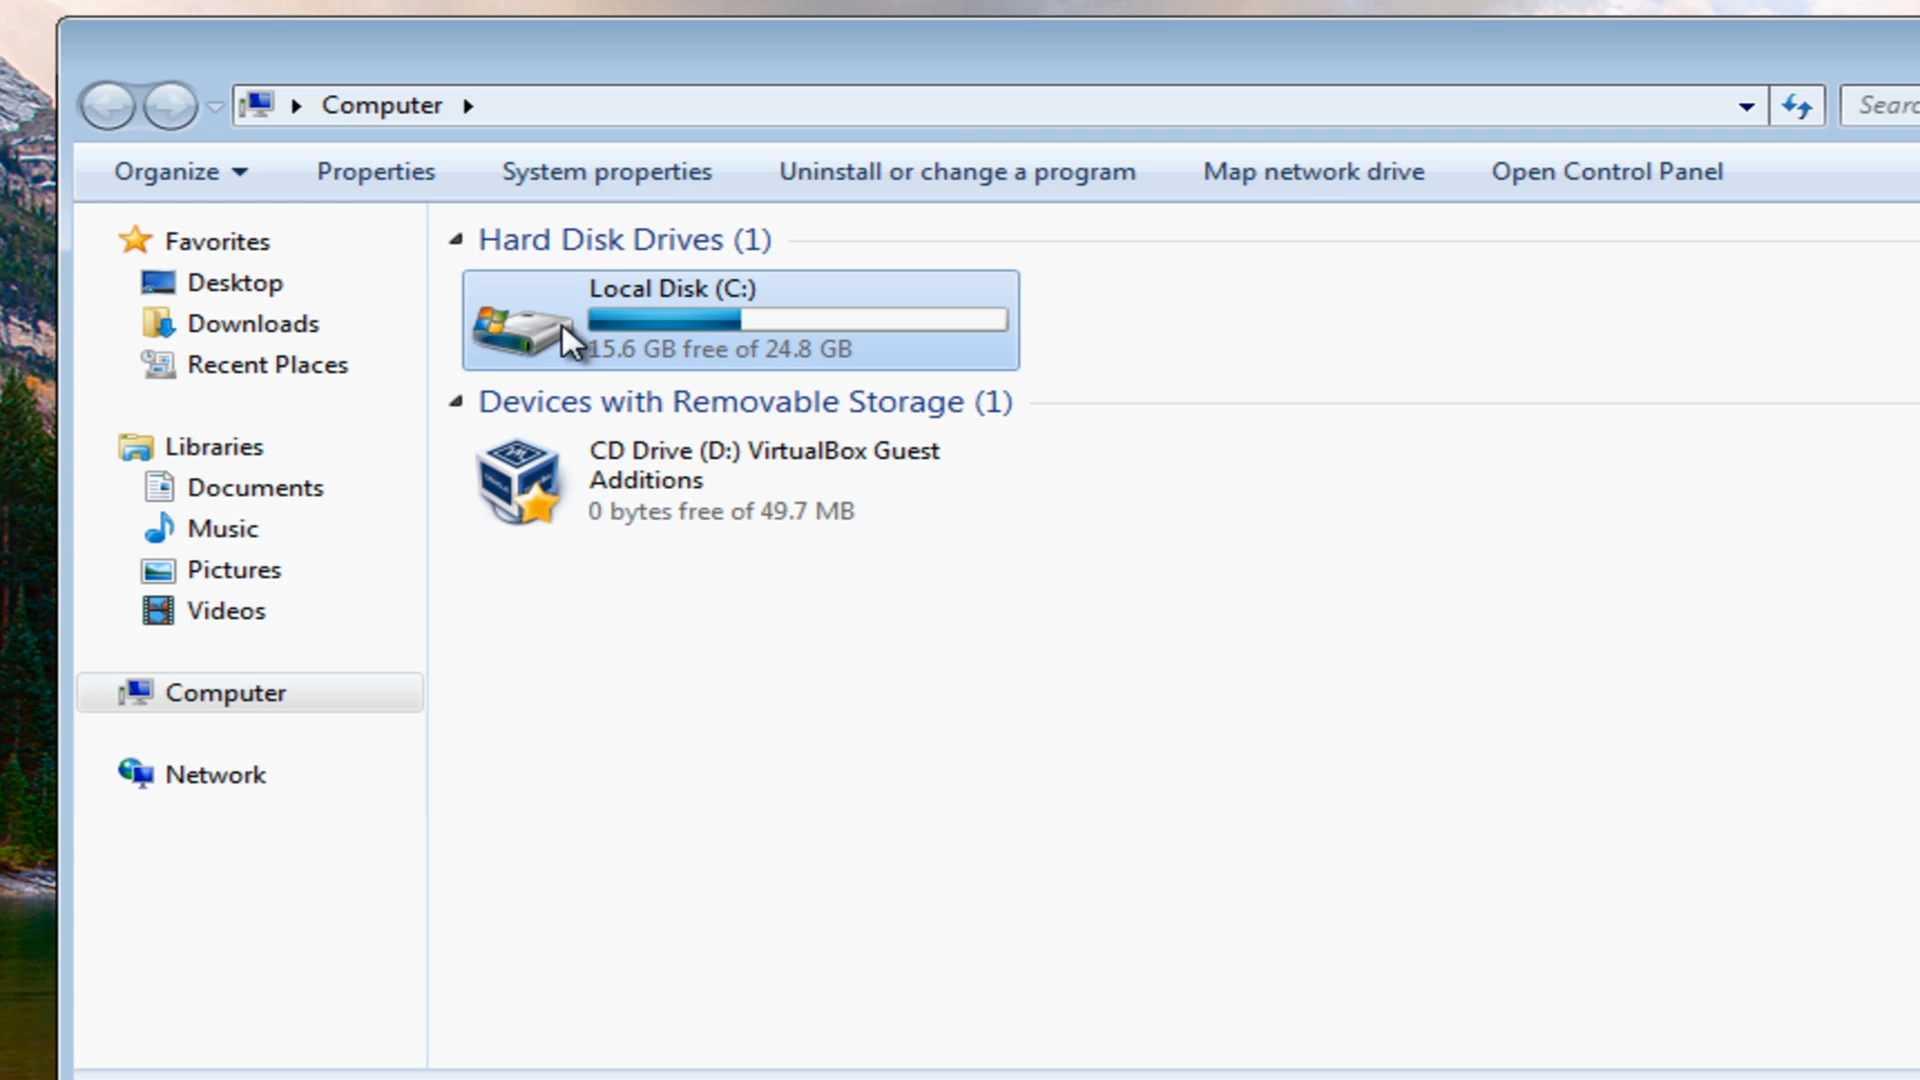 Computer
Searc
Organize
Properties
System properties
Uninstall or change a program
Map network drive
Open Control Panel
Favorites
Desktop
Downloads
Recent Places
Libraries
Documents
Music
Pictures
Videos
Computer
Network
Hard Disk Drives (1)
Local Disk (C:)
15.6 GB free of 24.8 GB
Devices with Removable Storage (1)
CD Drive (D:) VirtualBox Guest
Additions
0 bytes free of 49.7 MB